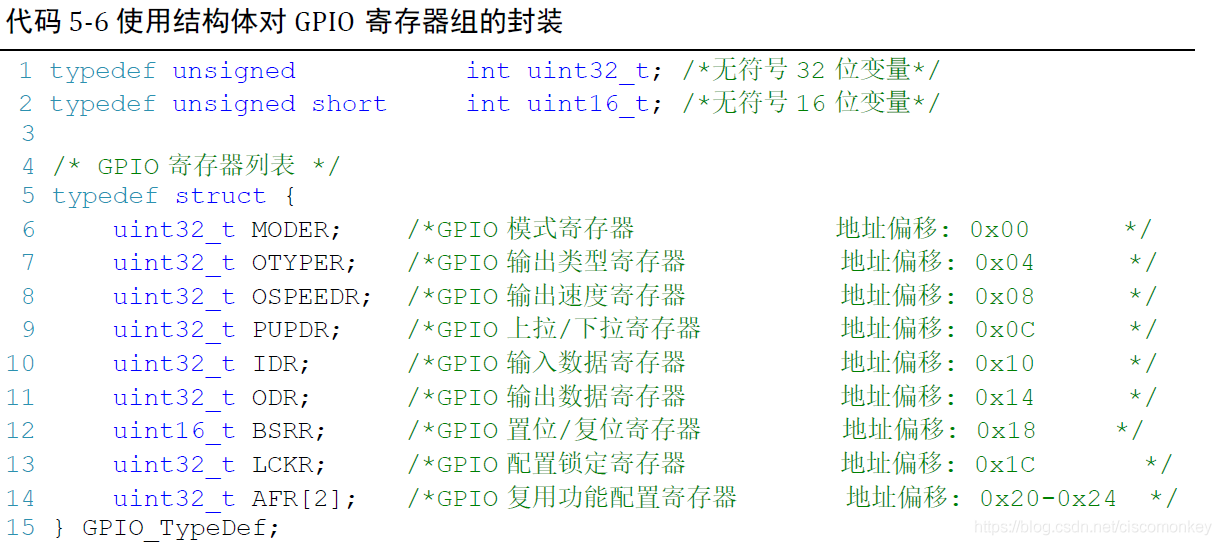 代码 5-6 使用结构体对 GPIO 寄存器组的封装
1 typedef unsigned int uint32_t; /*无符号 32 位变量*/
2 typedef unsigned short int uint16_t; /*无符号 16 位变量*/
3
4 /* GPIO 寄存器列表 */
5 typedef struct {
6 uint32_t MODER; /*GPIO 模式寄存器 地址偏移: 0x00 */
7 uint32_t OTYPER; /*GPIO 输出类型寄存器 地址偏移: 0x04 */
8 uint32_t OSPEEDR; /*GPIO 输出速度寄存器 地址偏移: 0x08 */
9 uint32_t PUPDR; /*GPIO 上拉/下拉寄存器 地址偏移: 0x0C */
10 uint32_t IDR; /*GPIO 输入数据寄存器 地址偏移: 0x10 */
11 uint32_t ODR; /*GPIO 输出数据寄存器 地址偏移: 0x14 */
12 uint16_t BSRR; /*GPIO 置位/复位寄存器 地址偏移: 0x18 */
13 uint32_t LCKR; /*GPIO 配置锁定寄存器 地址偏移: 0x1C */
14 uint32_t AFR[2]; /*GPIO 复用功能配置寄存器 地址偏移: 0x20-0x24 */
15 } GPIO_TypeDef;
https://blog.csdn.net/ciscomonkey